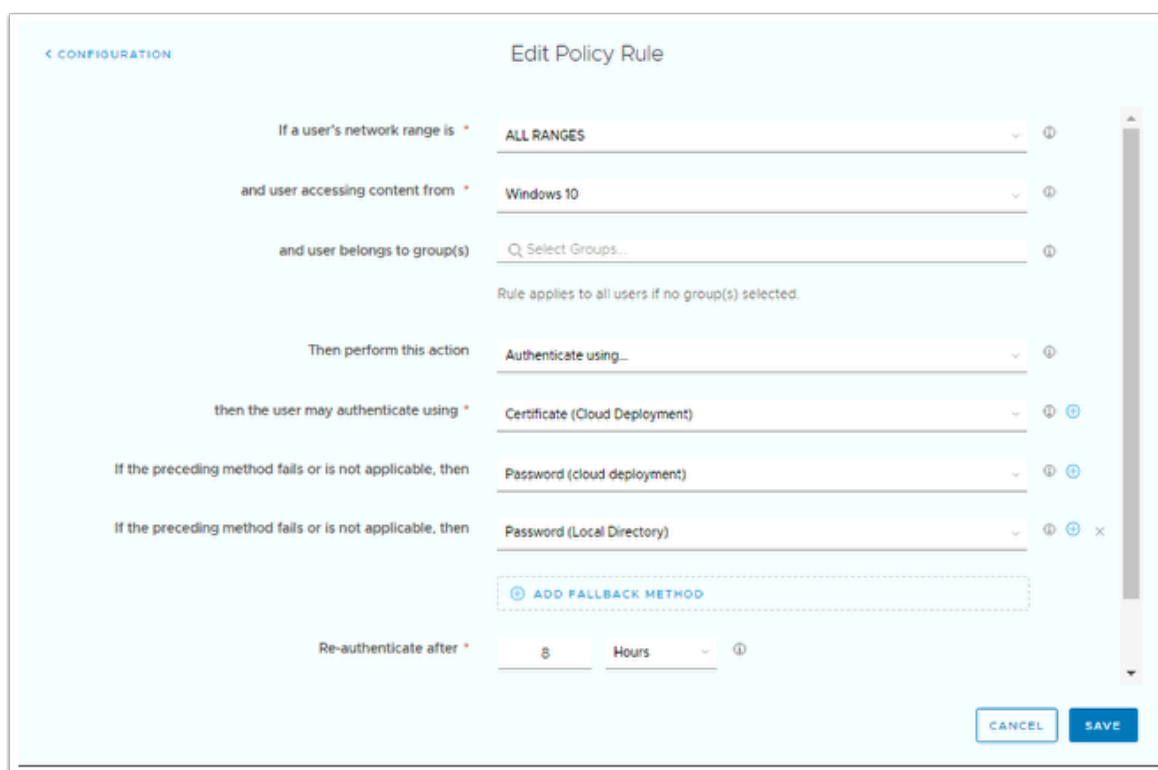 < CONFIGURATION
Edit Policy Rule
If a user's network range is *
ALL RANGES
and user accessing content from *
Windows 10
and user belongs to group(s)
Select Groups...
Rule applies to all users if no group(s) selected.
Then perform this action
Authenticate using...
then the user may authenticate using *
Certificate (Cloud Deployment)
If the preceding method fails or is not applicable, then
Password (cloud deployment)
If the preceding method fails or is not applicable, then
Password (Local Directory)
ADD FALLBACK METHOD
Re-authenticate after *
8
Hours
CANCEL
SAVE